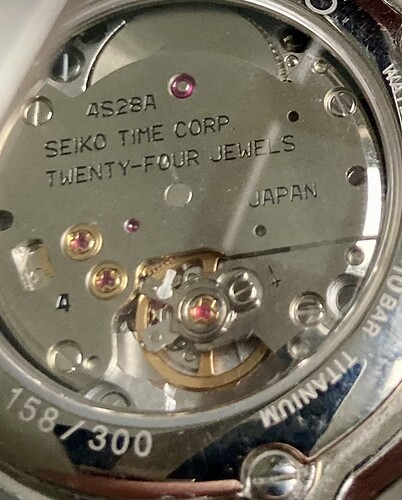 4S28A
SEIKO TIME CORP.
TWENTY-FOUR JEWELS
JAPAN
4
10BAR
TITANIUM
158/300